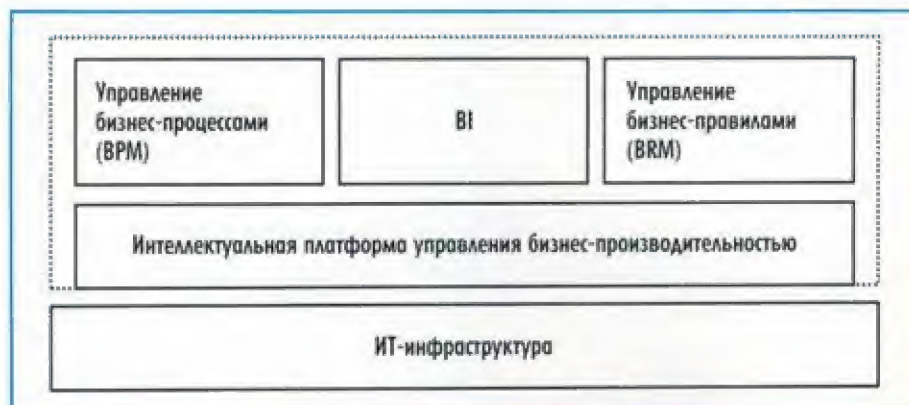 Управление
бизнес-процессами
(BPM)
BI
Управление
бизнес-правилами
(BRM)
Интеллектуальная платформа управления бизнес-производительностью
ИТ-инфраструктура